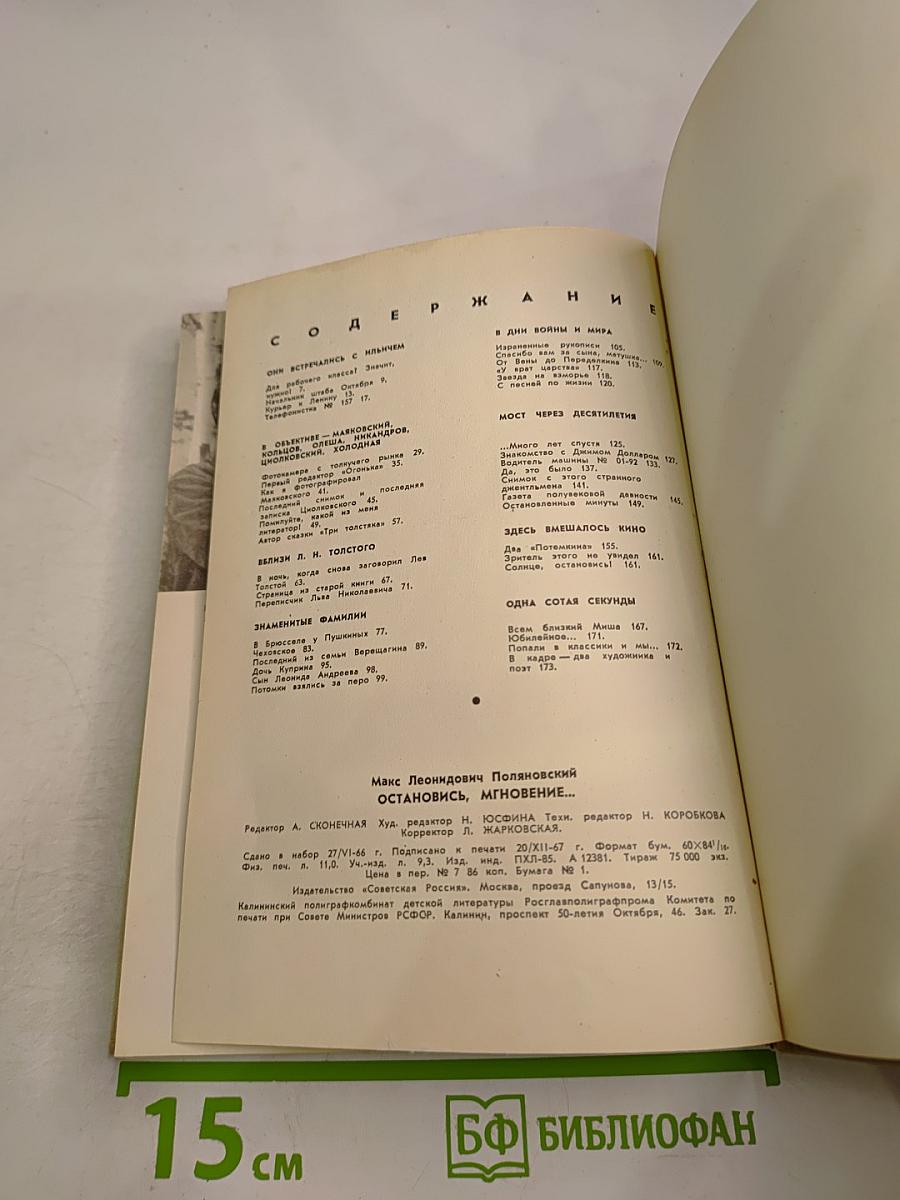 СОДЕРЖАНИЕ
ОНИ ВСТРЕЧАЛИСЬ С ИЛЬИЧЕМ
Для рабочего класса? Значит,
нужно! 7.
Начальник штаба Октября 9.
Курьер к Ленину 13.
Телефонистка № 157 17.
В ОБЪЕКТИВЕ — МАЯКОВСКИЙ,
КОЛЬЦОВ, ОЛЕША, НИКАНДРОВ,
ЦИОЛКОВСКИЙ, ХОЛОДНАЯ
Фотокамера с толкучего рынка 29.
Первый редактор «Огонька» 35.
Как я фотографировал
Маяковского 41.
Последний снимок и последняя
записка Циолковского 45.
Помилуйте, какой из меня
литератор! 49.
Автор сказки «Три толстяка» 57.
ВБЛИЗИ Л. Н. ТОЛСТОГО
В ночь, когда снова заговорил Лев
Толстой 63.
Страница из старой книги 67.
Переписчик Льва Николаевича 71.
ЗНАМЕНИТЫЕ ФАМИЛИИ
В Брюсселе у Пушкиных 77.
Чеховское 83.
Последний из семьи Верещагина 89.
Дочь Куприна 95.
Сын Леонида Андреева 98.
Потомки взялись за перо 99.
В ДНИ ВОЙНЫ И МИРА
Израненные рукописи 105.
Спасибо вам за сына, матушка... 109.
От Вены до Переделкина 113.
«У врат царства» 117.
Звезда на взморье 118.
С песней по жизни 120.
МОСТ ЧЕРЕЗ ДЕСЯТИЛЕТИЯ
...Много лет спустя 125.
Знакомство с Джимом Долларом 127.
Водитель машины № 01-92 133.
Да, это было 137.
Снимок с этого странного
джентльмена 141.
Газета полувековой давности 145.
Остановленные минуты 149.
ЗДЕСЬ ВМЕШАЛОСЬ КИНО
Два «Потемкина» 155.
Зритель этого не увидел 161.
Солнце, остановись! 161.
ОДНА СОТАЯ СЕКУНДЫ
Всем близкий Миша 167.
Юбилейное... 171.
Попали в классики и мы... 172.
В кадре — два художника и
поэт 173.
Макс Леонидович Поляновский
ОСТАНОВИСЬ, МГНОВЕНИЕ...
Редактор А. СКОНЕЧНАЯ Худ. редактор Н. ЮСФИНА Техн. редактор Н. КОРОБКОВА
Корректор Л. ЖАРКОВСКАЯ.
Сдано в набор 27/VI-66 г. Подписано к печати 20/XII-67 г. Формат бум. 60×84¹/₁₆.
Физ. печ. л. 11,0. Уч.-изд. л. 9,3. Изд. инд. ПХЛ-85. А 12381. Тираж 75 000 экз.
Цена в пер. № 7 86 коп. Бумага № 1.
Издательство «Советская Россия». Москва, проезд Сапунова, 13/15.
Калининский полиграфкомбинат детской литературы Росглавполиграфпрома Комитета по
печати при Совете Министров РСФСР. Калинин, проспект 50-летия Октября, 46. Зак. 27.
15 см
БФ БИБЛИОФАН